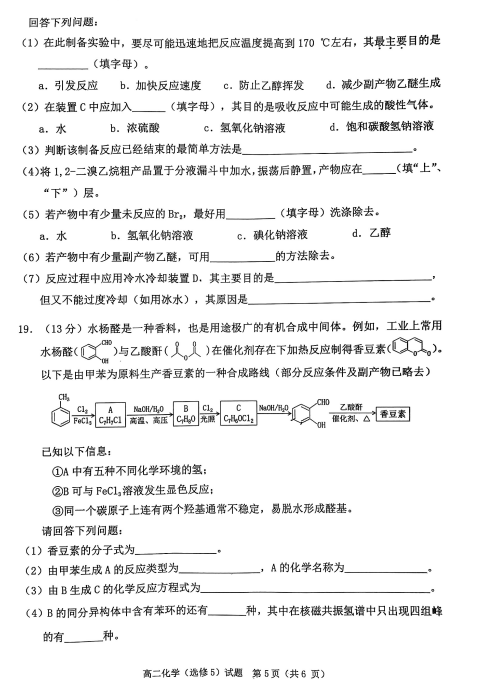 回答下列问题：
（1）在此制备实验中，要尽可能迅速地把反应温度提高到170 ℃左右，其最主要目的是
________（填字母）。
a．引发反应  b．加快反应速度  c．防止乙醇挥发  d．减少副产物乙醚生成
（2）在装置C中应加入______（填字母），其目的是吸收反应中可能生成的酸性气体。
a．水  b．浓硫酸  c．氢氧化钠溶液  d．饱和碳酸氢钠溶液
（3）判断该制备反应已经结束的最简单方法是______________________________。
（4）将1,2-二溴乙烷粗产品置于分液漏斗中加水，振荡后静置，产物应在______（填“上”、
“下”）层。
（5）若产物中有少量未反应的Br₂，最好用________（填字母）洗涤除去。
a．水  b．氢氧化钠溶液  c．碘化钠溶液  d．乙醇
（6）若产物中有少量副产物乙醚，可用__________的方法除去。
（7）反应过程中应用冷水冷却装置D，其主要目的是__________________________，
但又不能过度冷却（如用冰水），其原因是______________________________。
19．（13分）水杨醛是一种香料，也是用途极广的有机合成中间体。例如，工业上常用
水杨醛( CHO OH )与乙酸酐( O O O )在催化剂存在下加热反应制得香豆素( O O )。
以下是由甲苯为原料生产香豆素的一种合成路线（部分反应条件及副产物已略去）
CH₃ Cl₂ FeCl₃ A C₇H₇Cl NaOH/H₂O 高温、高压 B C₇H₈O Cl₂ 光照 C C₇H₆OCl₂ NaOH/H₂O CHO OH 乙酸酐 催化剂、△ 香豆素
已知以下信息：
①A中有五种不同化学环境的氢；
②B可与FeCl₃溶液发生显色反应；
③同一个碳原子上连有两个羟基通常不稳定，易脱水形成醛基。
请回答下列问题：
（1）香豆素的分子式为____________。
（2）由甲苯生成A的反应类型为____________，A的化学名称为____________。
（3）由B生成C的化学反应方程式为______________________________。
（4）B的同分异构体中含有苯环的还有______种，其中在核磁共振氢谱中只出现四组峰
的有______种。
高二化学（选修5）试题  第5页（共6 页）